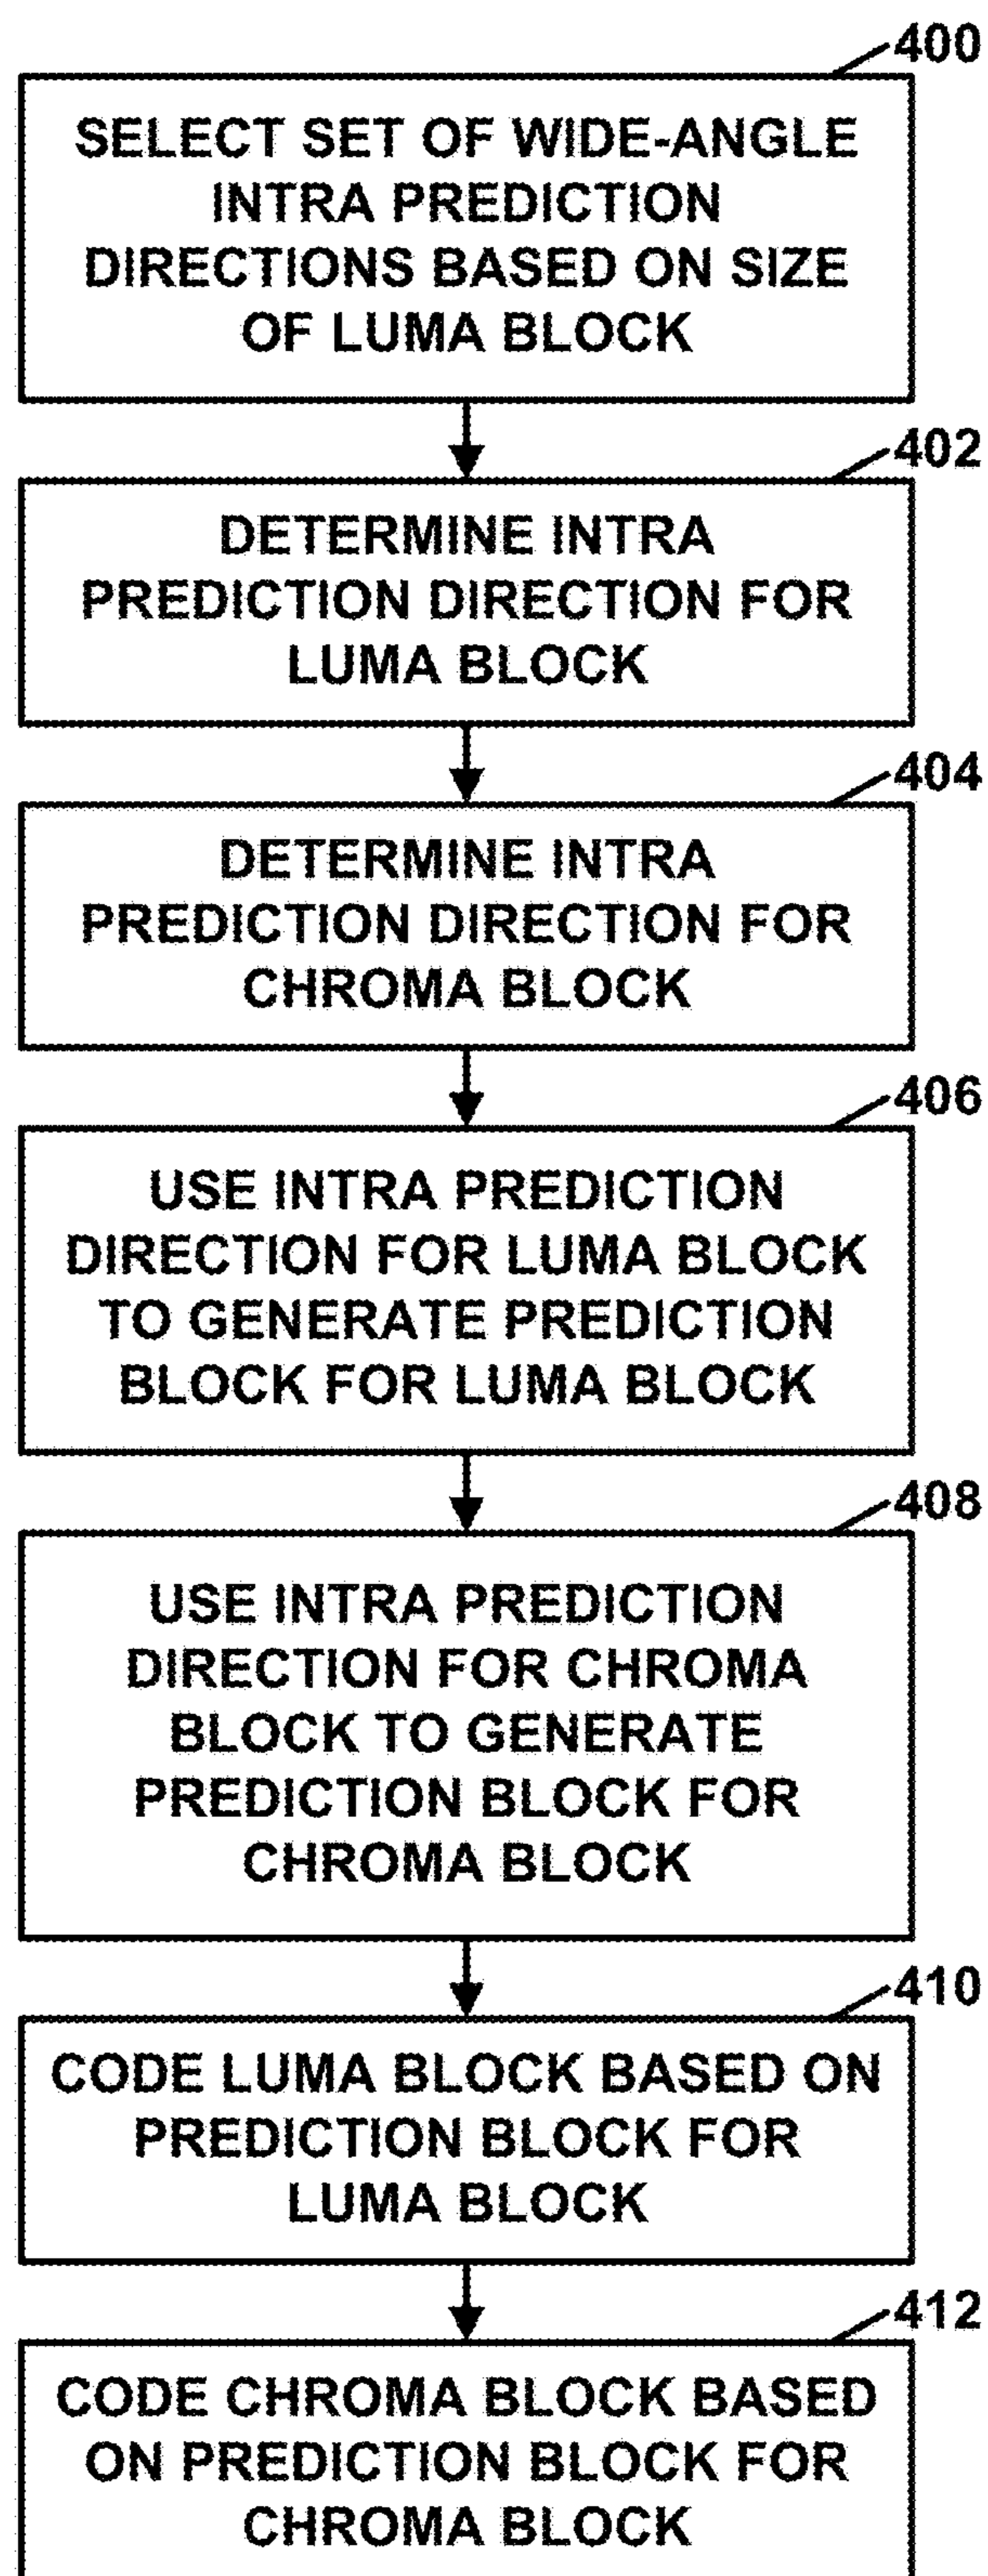 400
SELECT SET OF WIDE-ANGLE
INTRA PREDICTION
DIRECTIONS BASED ON SIZE
OF LUMA BLOCK
402
DETERMINE INTRA
PREDICTION DIRECTION FOR
LUMA BLOCK
404
DETERMINE INTRA
PREDICTION DIRECTION FOR
CHROMA BLOCK
406
USE INTRA PREDICTION
DIRECTION FOR LUMA BLOCK
TO GENERATE PREDICTION
BLOCK FOR LUMA BLOCK
408
USE INTRA PREDICTION
DIRECTION FOR CHROMA
BLOCK TO GENERATE
PREDICTION BLOCK FOR
CHROMA BLOCK
410
CODE LUMA BLOCK BASED ON
PREDICTION BLOCK FOR
LUMA BLOCK
412
CODE CHROMA BLOCK BASED
ON PREDICTION BLOCK FOR
CHROMA BLOCK